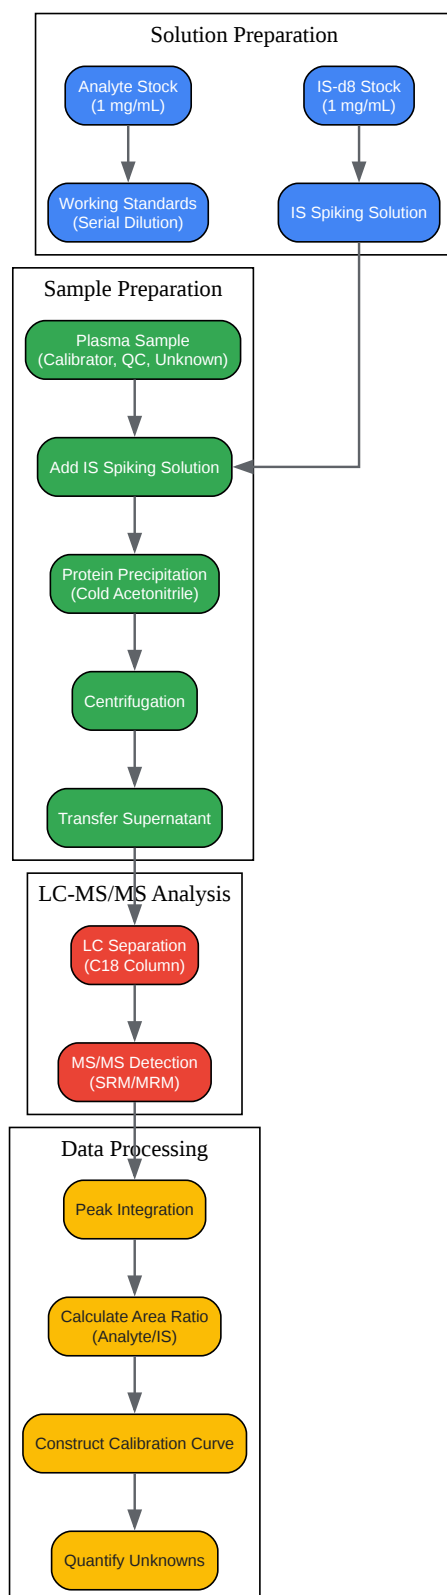 Solution Preparation
Analyte Stock
(1 mg/mL)
IS-d8 Stock
(1 mg/mL)
Working Standards
(Serial Dilution)
IS Spiking Solution
Sample Preparation
Plasma Sample
(Calibrator, QC, Unknown)
Add IS Spiking Solution
Protein Precipitation
(Cold Acetonitrile)
Centrifugation
Transfer Supernatant
LC-MS/MS Analysis
LC Separation
(C18 Column)
MS/MS Detection
(SRM/MRM)
Data Processing
Peak Integration
Calculate Area Ratio
(Analyte/IS)
Construct Calibration Curve
Quantify Unknowns